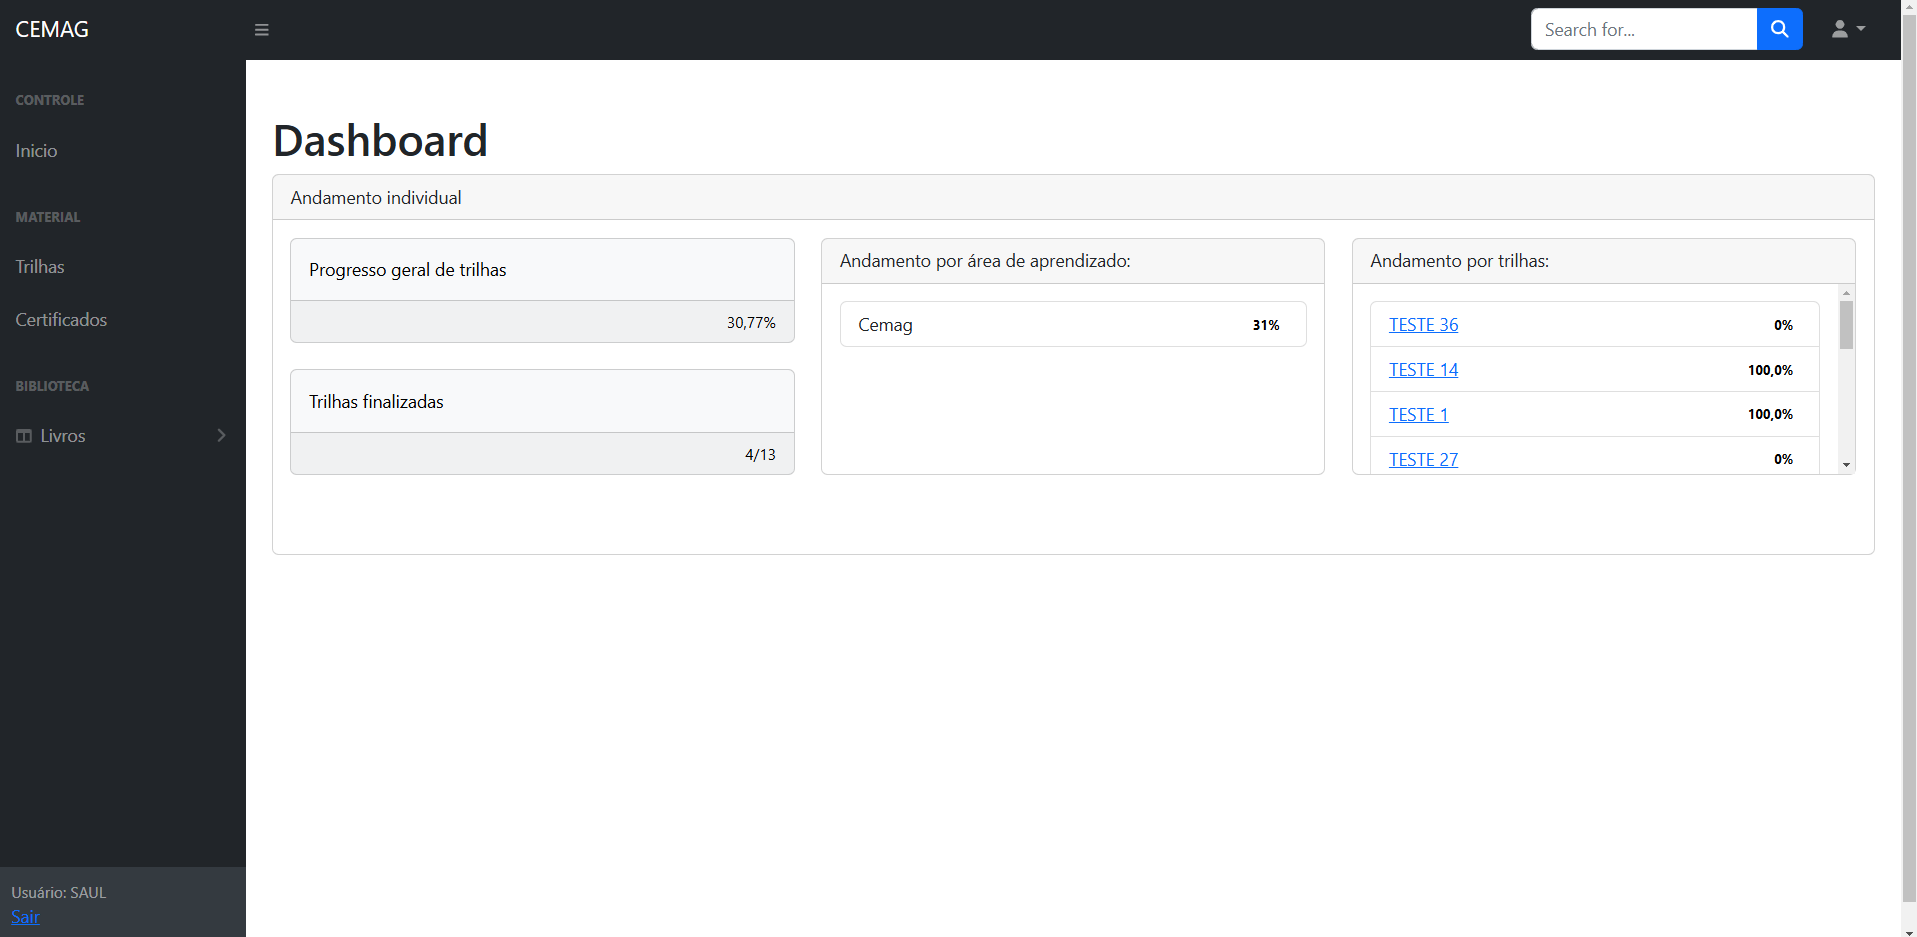 CEMAG
Search for...
CONTROLE
Inicio
MATERIAL
Trilhas
Certificados
BIBLIOTECA
Livros
Usuário: SAUL
Sair
Dashboard
Andamento individual
Progresso geral de trilhas
30,77%
Trilhas finalizadas
4/13
Andamento por área de aprendizado:
Cemag 31%
Andamento por trilhas:
TESTE 36 0%
TESTE 14 100,0%
TESTE 1 100,0%
TESTE 27 0%